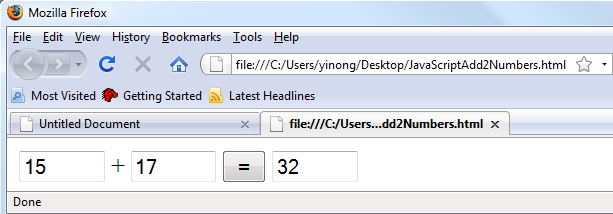 Mozilla Firefox
File Edit View History Bookmarks Tools Help
file:///C:/Users/yinong/Desktop/JavaScriptAdd2Numbers.html
Most Visited Getting Started Latest Headlines
Untitled Document file:///C:/Users...dd2Numbers.html
15 + 17 = 32
Done